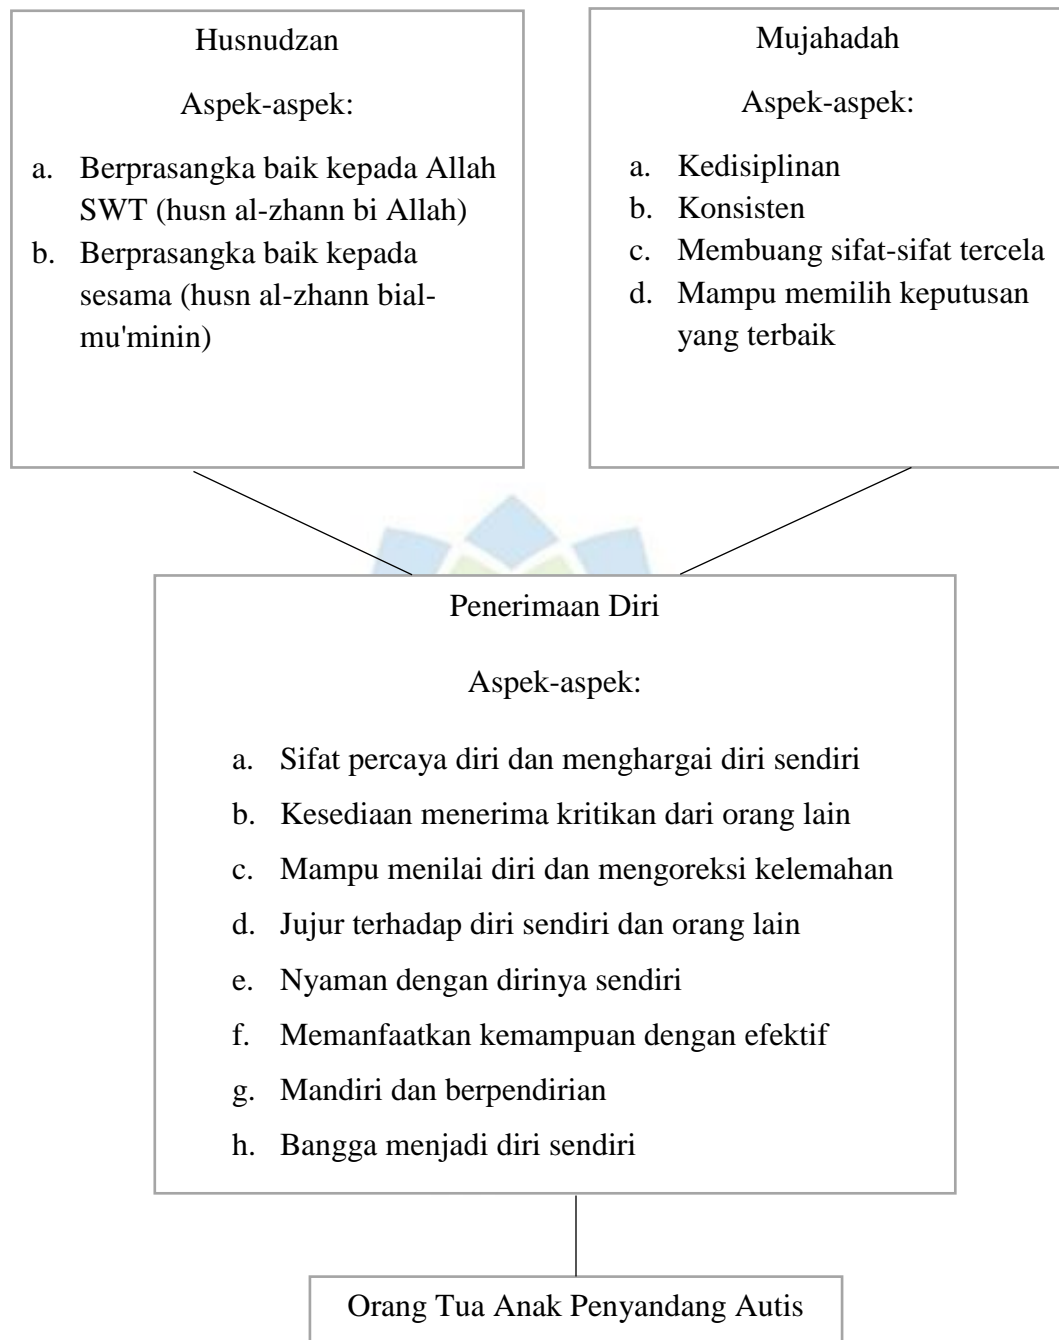 Husnudzan
Aspek-aspek:
a. Berprasangka baik kepada Allah
SWT (husn al-zhann bi Allah)
b. Berprasangka baik kepada
sesama (husn al-zhann bial-
mu'minin)
Mujahadah
Aspek-aspek:
a. Kedisiplinan
b. Konsisten
c. Membuang sifat-sifat tercela
d. Mampu memilih keputusan
yang terbaik
Penerimaan Diri
Aspek-aspek:
a. Sifat percaya diri dan menghargai diri sendiri
b. Kesediaan menerima kritikan dari orang lain
c. Mampu menilai diri dan mengoreksi kelemahan
d. Jujur terhadap diri sendiri dan orang lain
e. Nyaman dengan dirinya sendiri
f. Memanfaatkan kemampuan dengan efektif
g. Mandiri dan berpendirian
h. Bangga menjadi diri sendiri
Orang Tua Anak Penyandang Autis